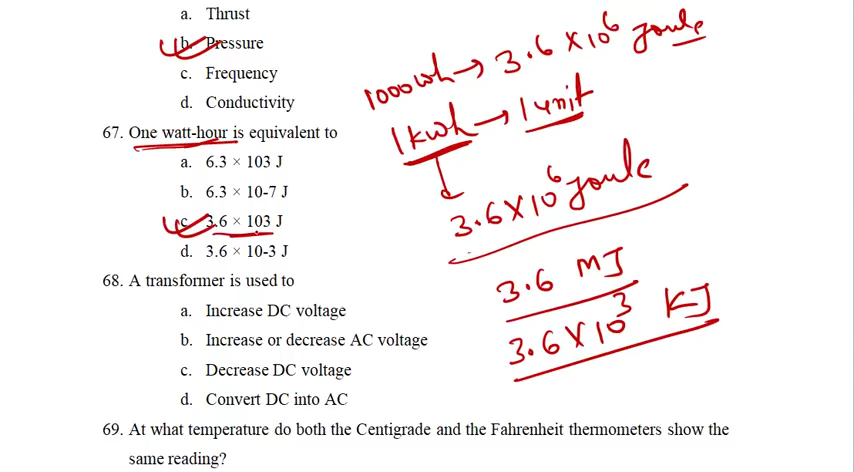 a. Thrust
b. Pressure
c. Frequency
d. Conductivity
1000wh → 3.6 × 10⁶ joule
1 kwh → 1 unit
3.6 × 10⁶ joule
3.6 MJ
3.6 × 10³ KJ
67. One watt-hour is equivalent to
a. 6.3 × 103 J
b. 6.3 × 10-7 J
c. 3.6 × 103 J
d. 3.6 × 10-3 J
68. A transformer is used to
a. Increase DC voltage
b. Increase or decrease AC voltage
c. Decrease DC voltage
d. Convert DC into AC
69. At what temperature do both the Centigrade and the Fahrenheit thermometers show the
same reading?